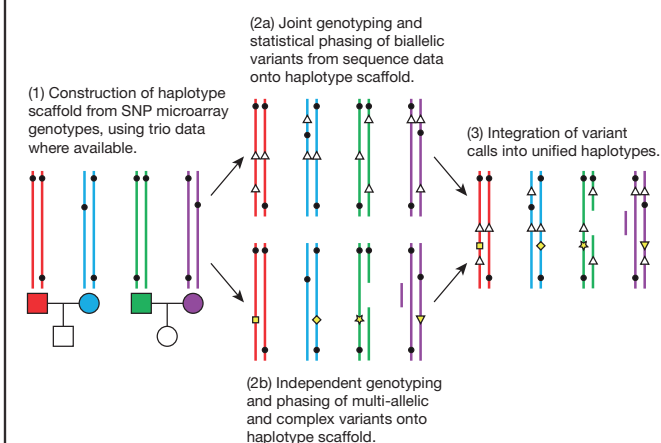 (1) Construction of haplotype
scaffold from SNP microarray
genotypes, using trio data
where available.
(2a) Joint genotyping and
statistical phasing of biallelic
variants from sequence data
onto haplotype scaffold.
(2b) Independent genotyping
and phasing of multi-allelic
and complex variants onto
haplotype scaffold.
(3) Integration of variant
calls into unified haplotypes.